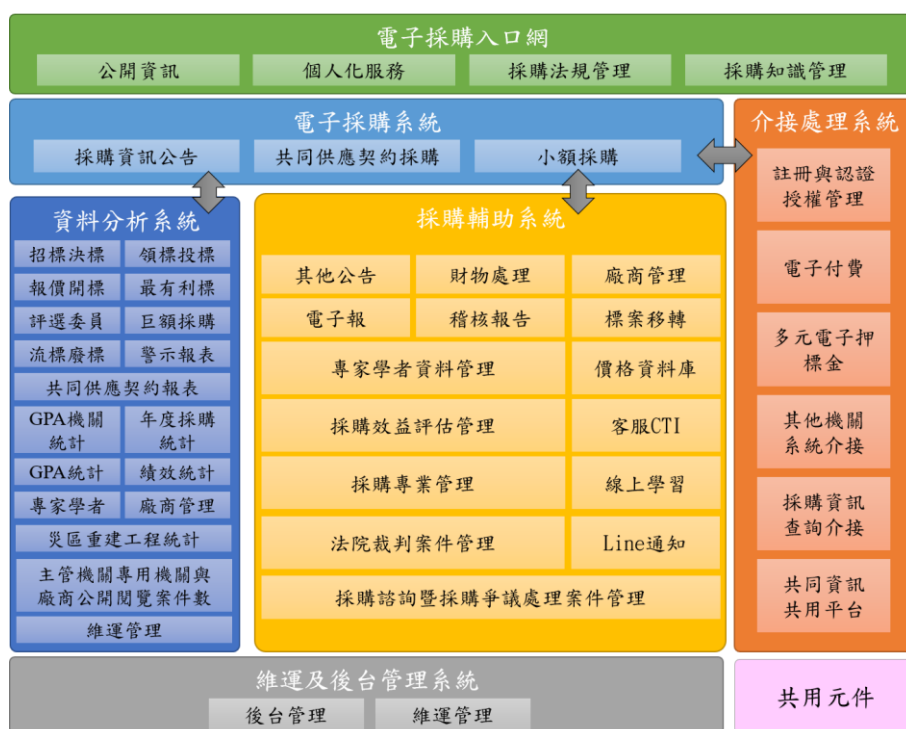 電子採購入口網
公開資訊 個人化服務 採購法規管理 採購知識管理
電子採購系統
採購資訊公告 共同供應契約採購 小額採購
介接處理系統
註冊與認證
授權管理
電子付費
多元電子押
標金
其他機關
系統介接
採購資訊
查詢介接
共同資訊
共用平台
資料分析系統
招標決標 領標投標
報價開標 最有利標
評選委員 巨額採購
流標廢標 警示報表
共同供應契約報表
GPA機關
統計
年度採購
統計
GPA統計 績效統計
專家學者 廠商管理
災區重建工程統計
主管機關專用機關與
廠商公開閱覽案件數
維運管理
採購輔助系統
其他公告 財物處理 廠商管理
電子報 稽核報告 標案移轉
專家學者資料管理 價格資料庫
採購效益評估管理 客服CTI
採購專業管理 線上學習
法院裁判案件管理 Line通知
採購諮詢暨採購爭議處理案件管理
維運及後台管理系統
後台管理 維運管理
共用元件